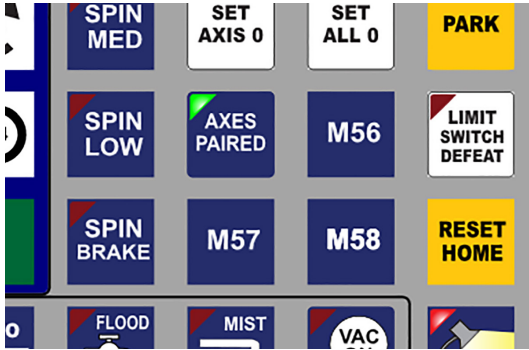 SPIN
MED
SET
AXIS 0
SET
ALL 0
PARK
SPIN
LOW
AXES
PAIRED
M56
LIMIT
SWITCH
DEFEAT
SPIN
BRAKE
M57
M58
RESET
HOME
FLOOD
MIST
VAC